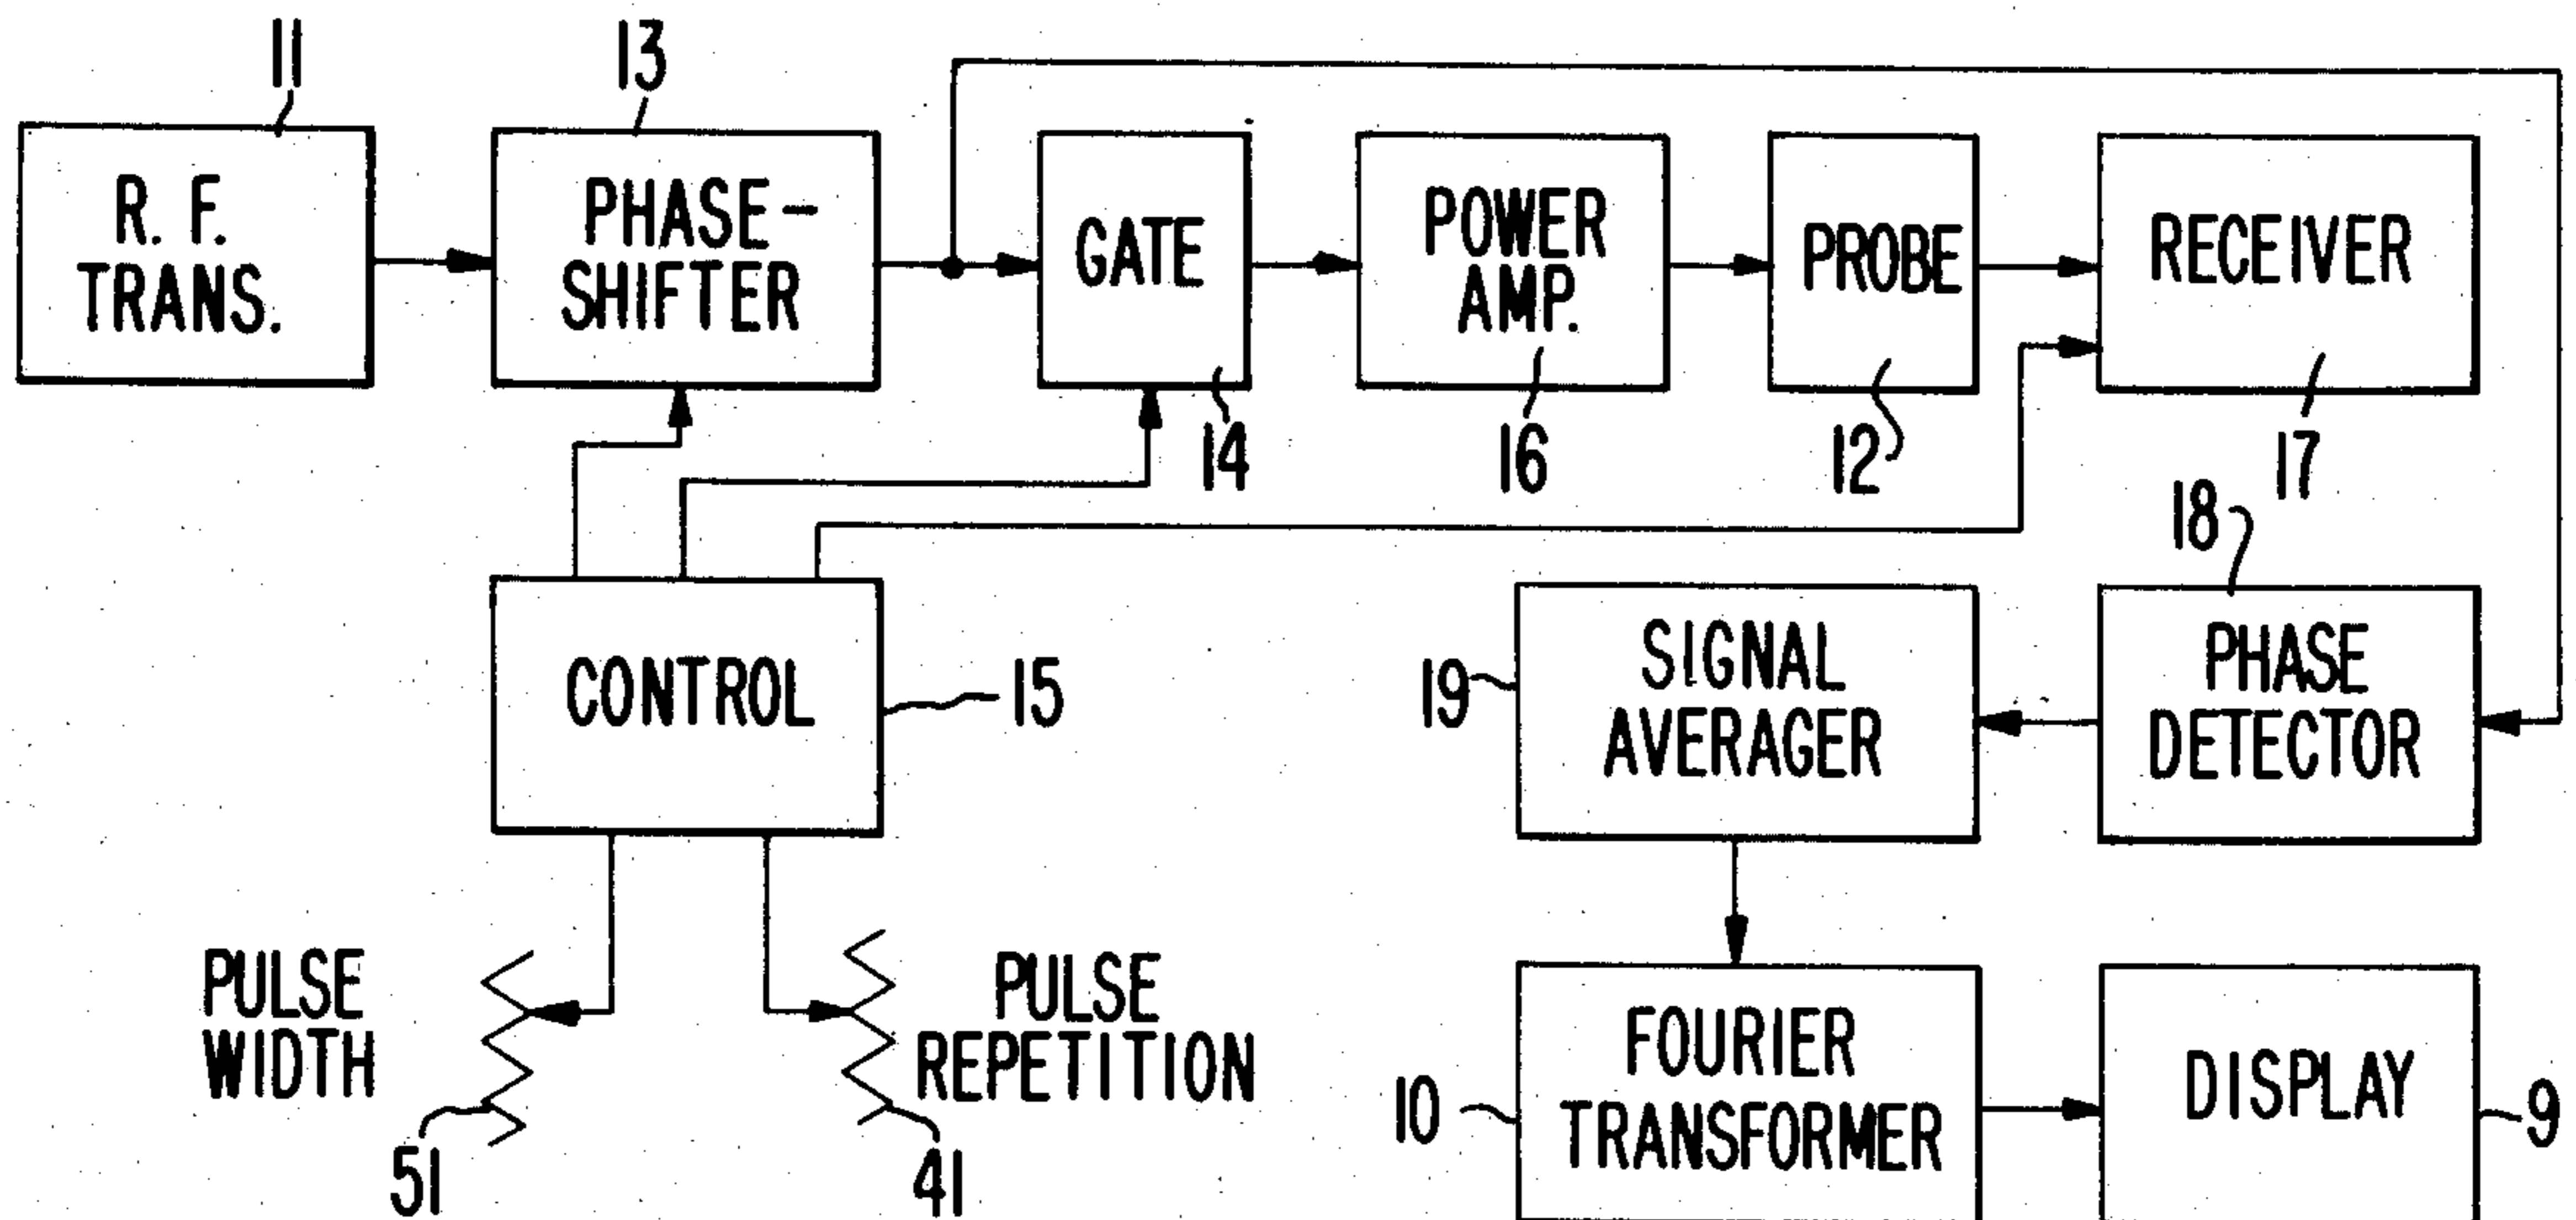 11
13
R. F.
TRANS.
PHASE-
SHIFTER
GATE
POWER
AMP.
PROBE
RECEIVER
14
16
12
17
18
CONTROL
15
19
SIGNAL
AVERAGER
PHASE
DETECTOR
PULSE
WIDTH
PULSE
REPETITION
51
41
10
FOURIER
TRANSFORMER
DISPLAY
9